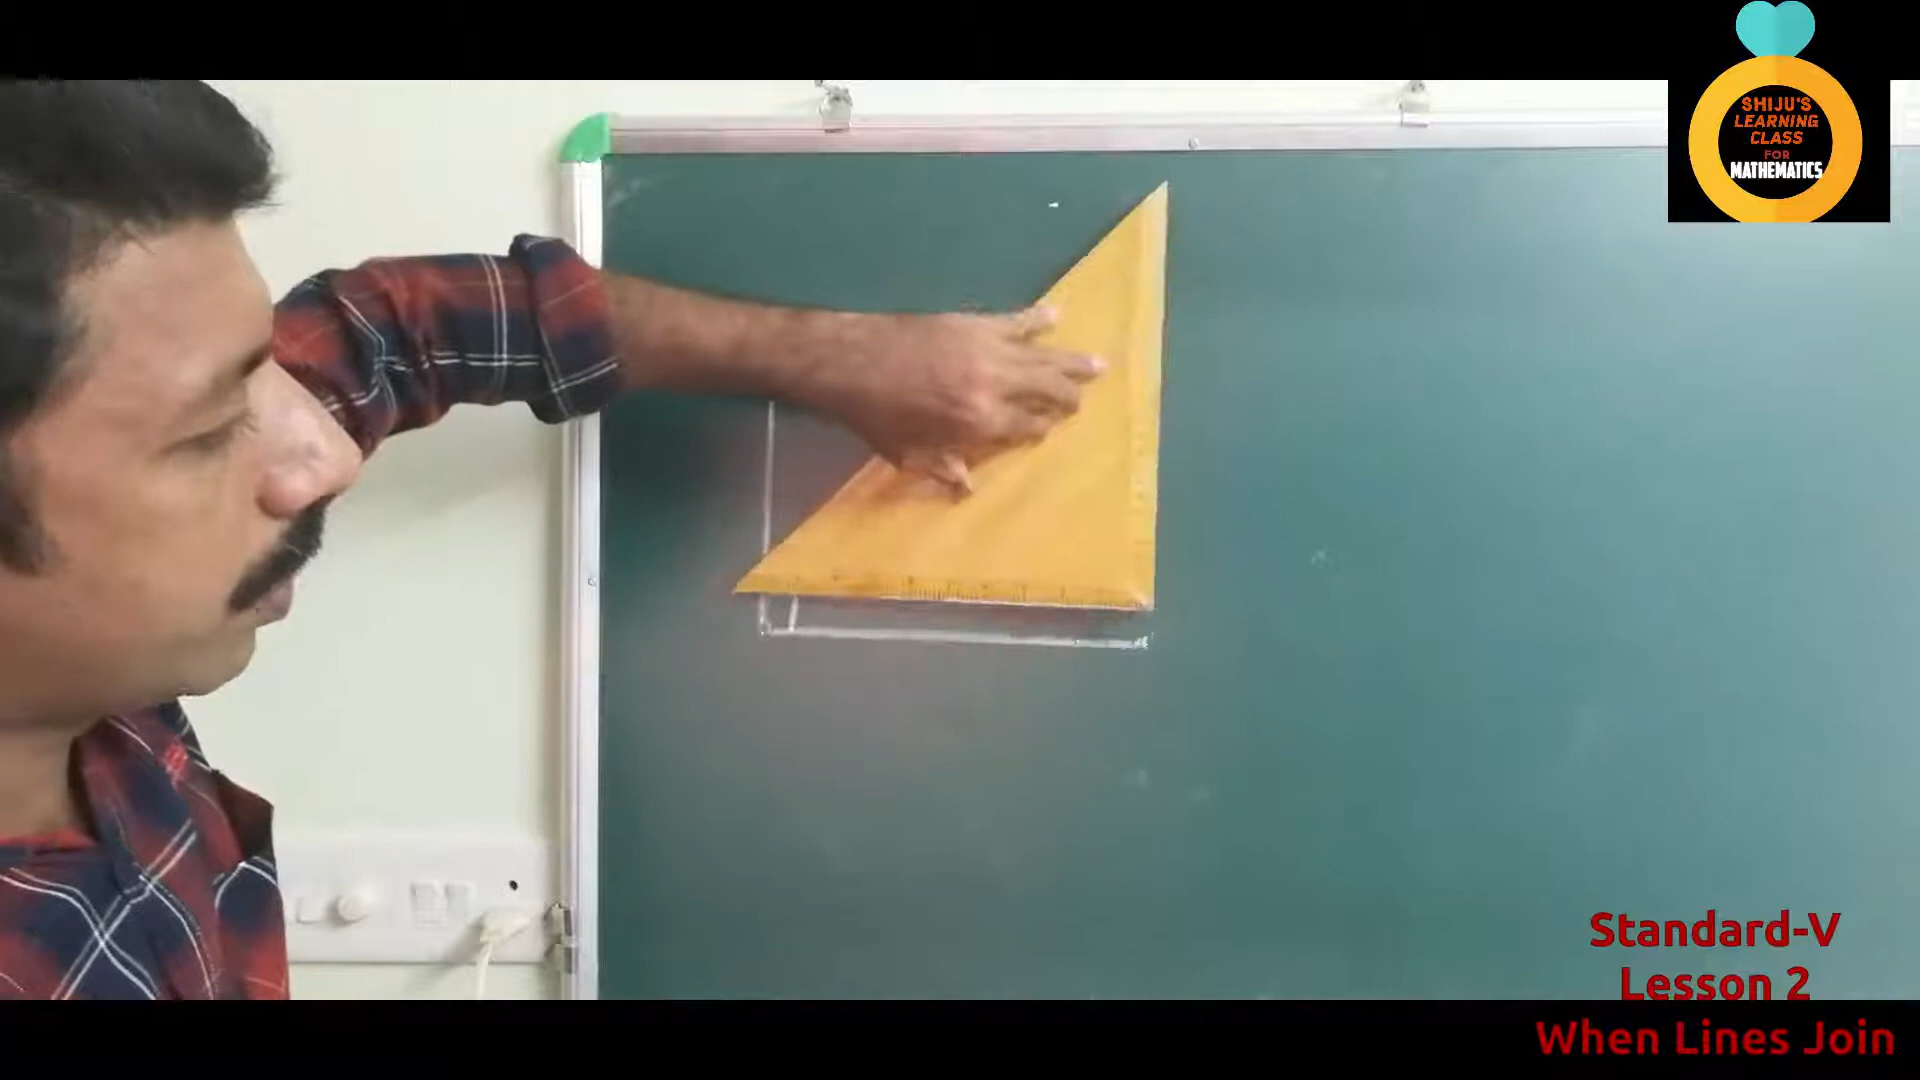 SHIJU'S
LEARNING
CLASS
FOR
MATHEMATICS
Standard-V
Lesson 2
When Lines Join